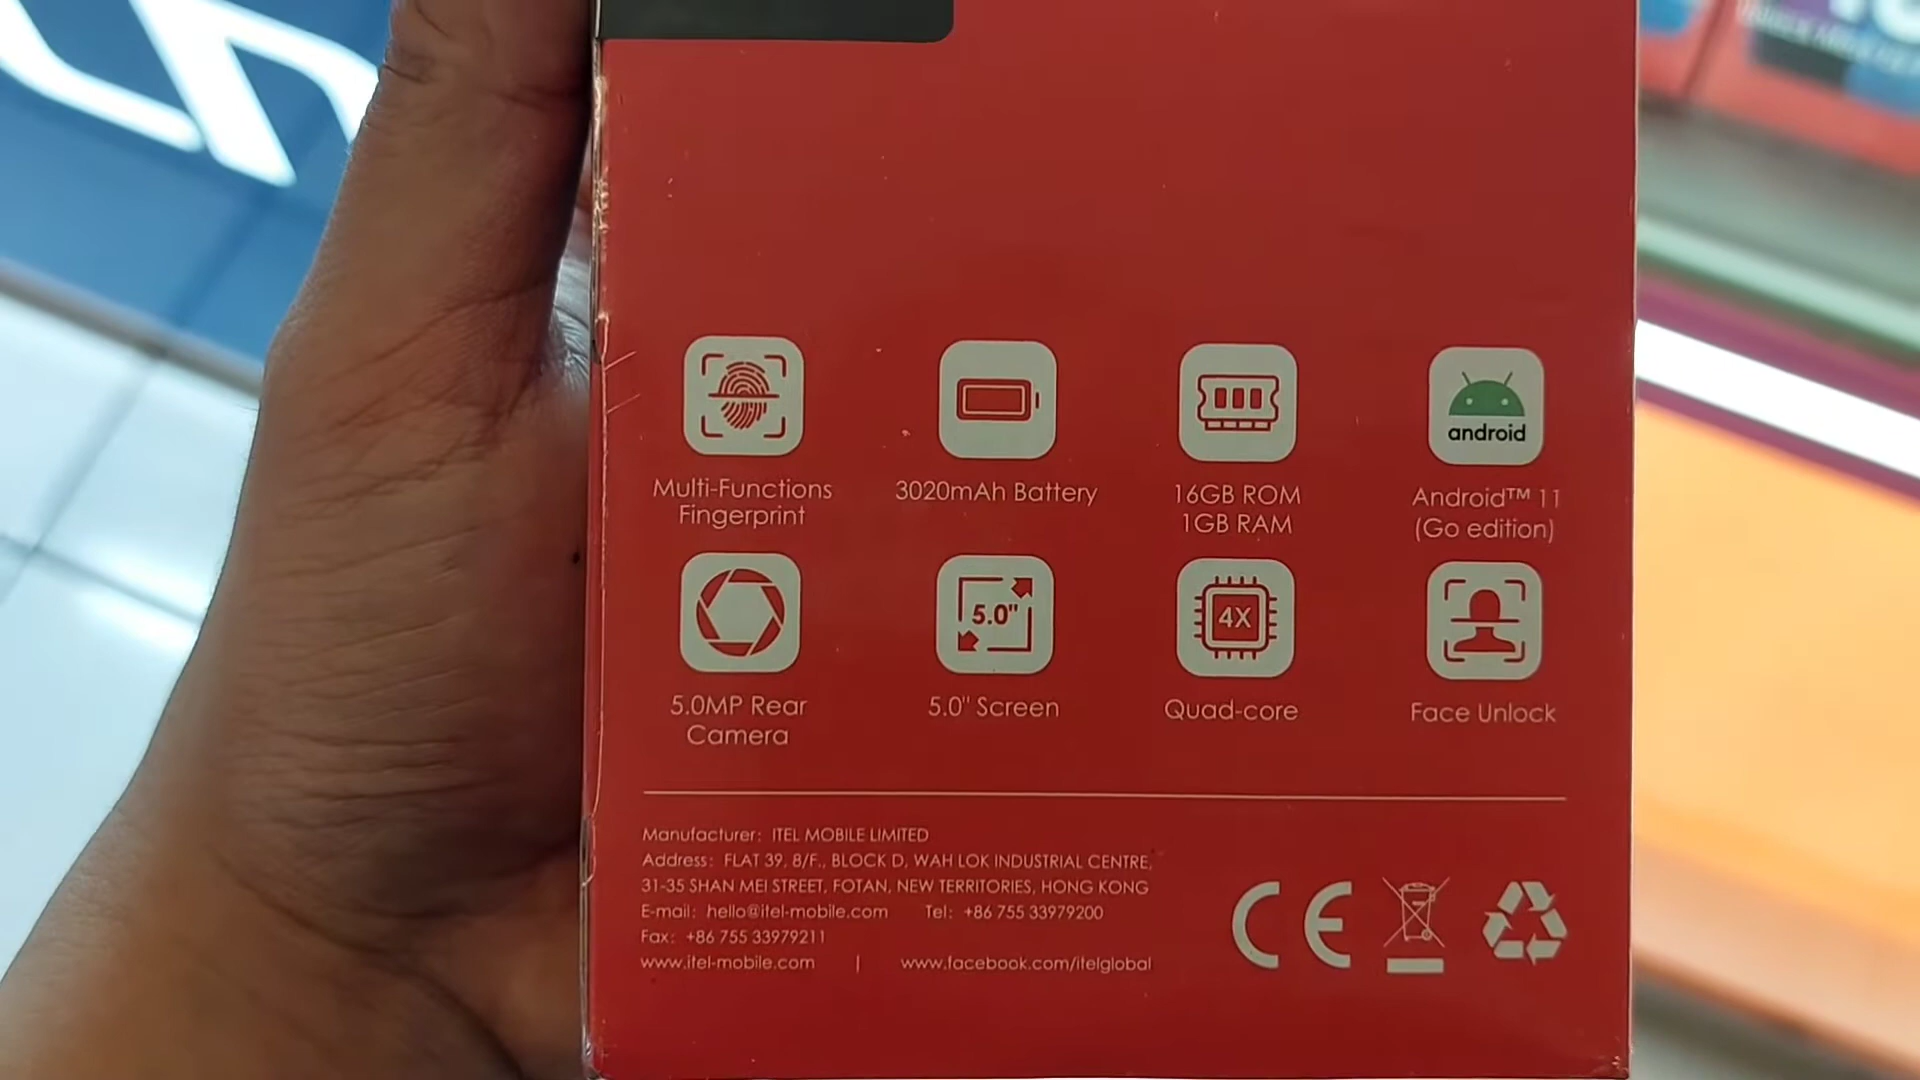 android
Multi-Functions
Fingerprint
3020mAh Battery
16GB ROM
1GB RAM
Android™ 11
(Go edition)
5.0"
4X
5.0MP Rear
Camera
5.0" Screen
Quad-core
Face Unlock
Manufacturer: ITEL MOBILE LIMITED
Address: FLAT 39, 8/F., BLOCK D, WAH LOK INDUSTRIAL CENTRE,
31-35 SHAN MEI STREET, FOTAN, NEW TERRITORIES, HONG KONG
E-mail: hello@itel-mobile.com Tel: +86 755 33979200
Fax: +86 755 33979211
www.itel-mobile.com | www.facebook.com/itelglobal
CE